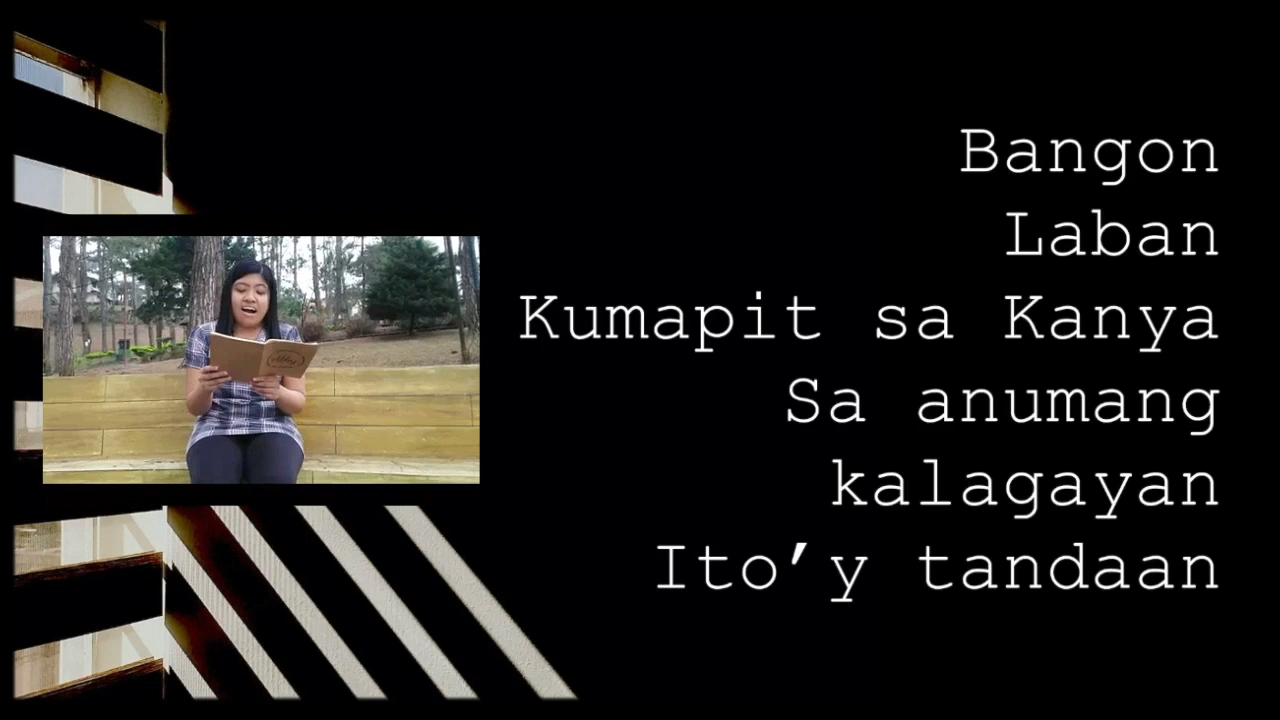 Bangon
Laban
Kumapit sa Kanya
Sa anumang
kalagayan
Ito’y tandaan